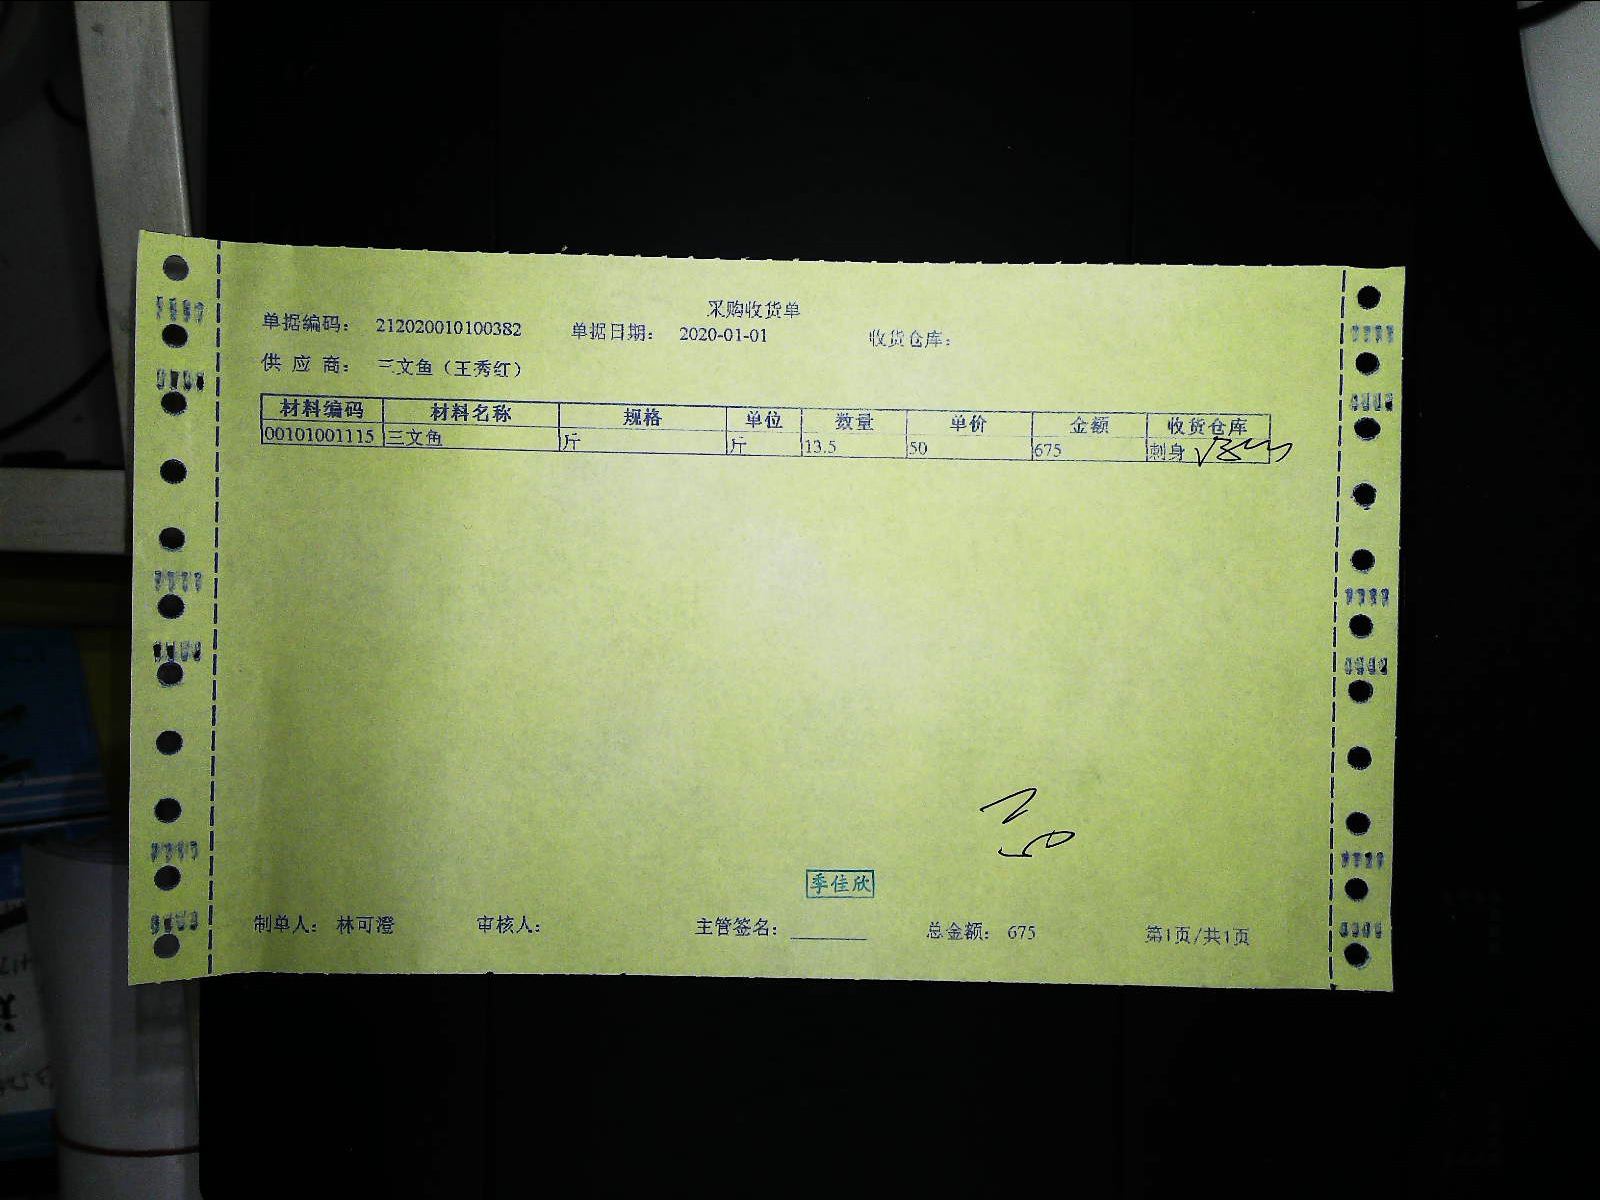 采购收货单
单据编码： 212020010100382 单据日期： 2020-01-01 收货仓库：
供 应 商： 三文鱼（王秀红）
材料编码 材料名称 规格 单位 数量 单价 金额 收货仓库
00101001115 三文鱼 斤 斤 13.5 50 675 刺身
季佳欣
制单人： 林可澄 审核人： 主管签名： ________ 总金额： 675 第1页/共1页